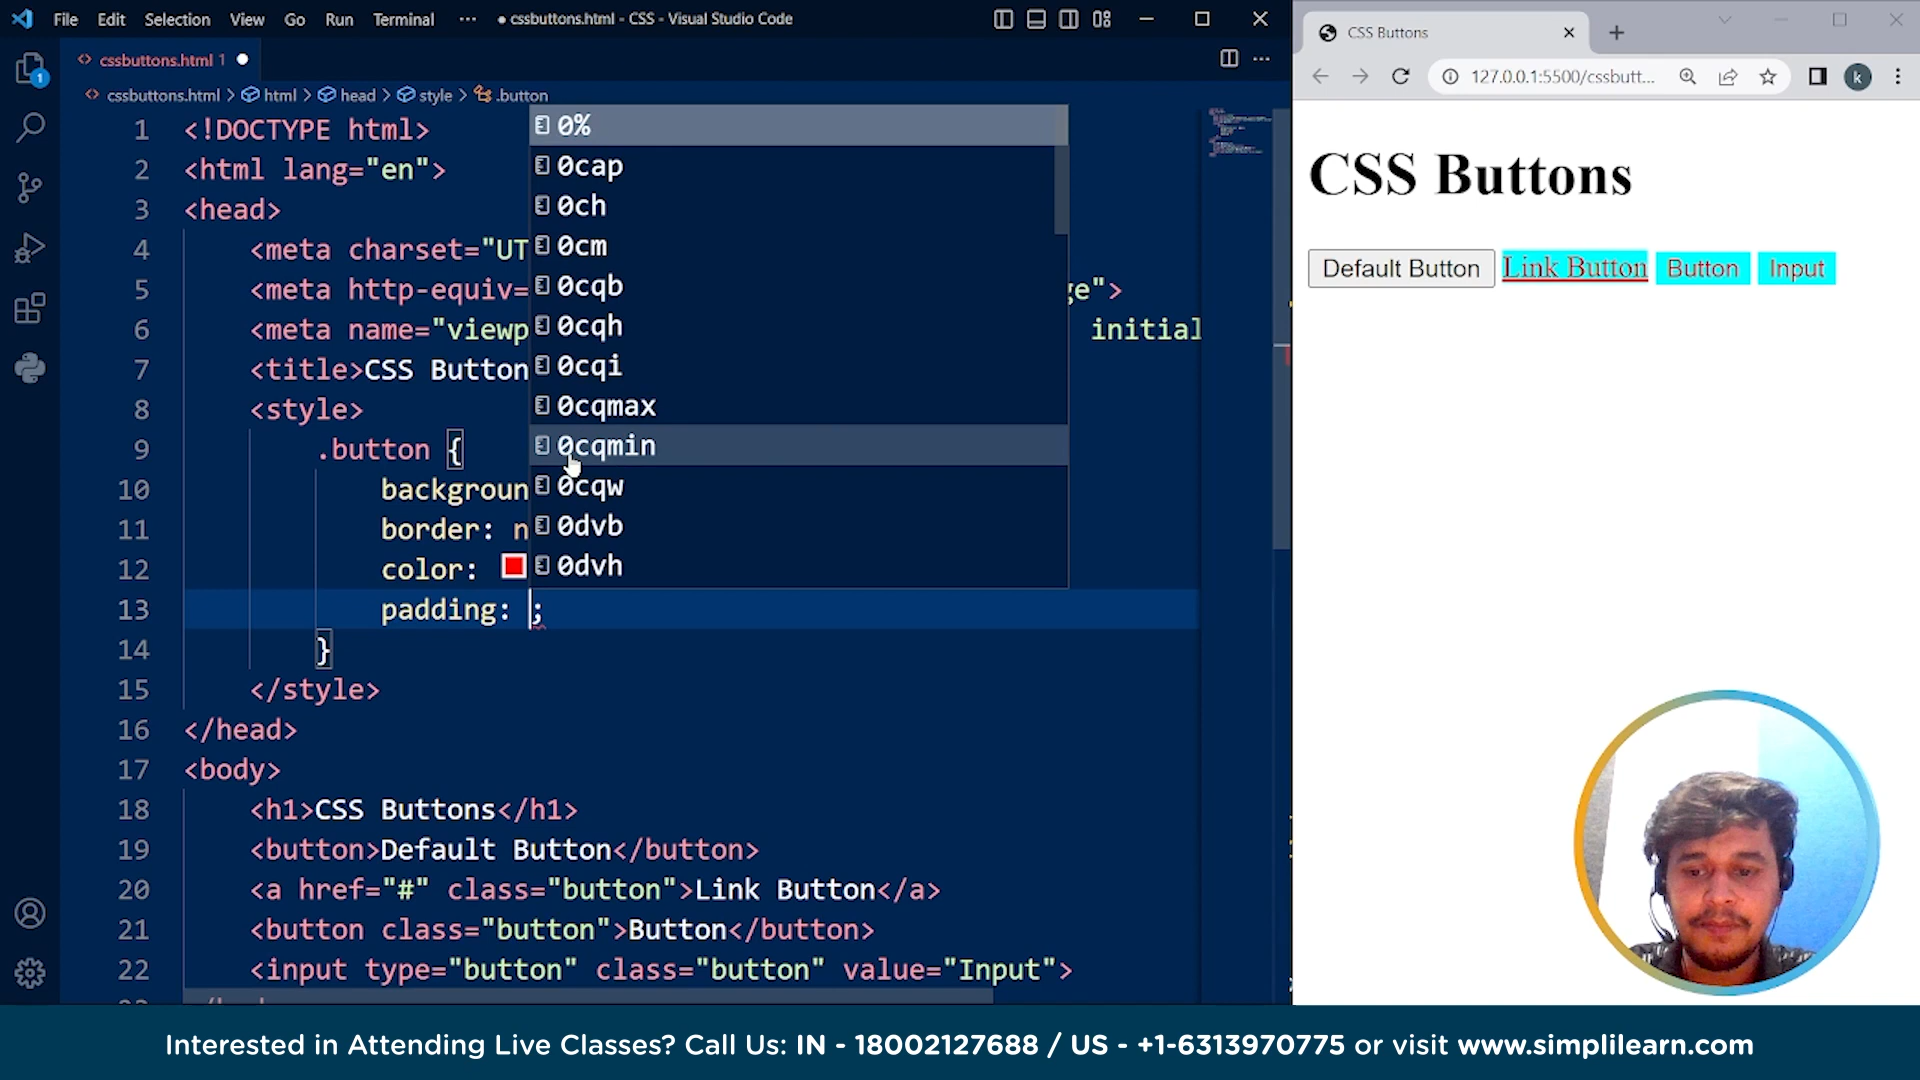 File Edit Selection View Go Run Terminal ··· ● cssbuttons.html - CSS - Visual Studio Code
<> cssbuttons.html 1 ●
<> cssbuttons.html > html > head > style > .button
1 <!DOCTYPE html>
2 <html lang="en">
3 <head>
4 <meta charset="UT
5 <meta http-equiv= ge">
6 <meta name="viewp initial
7 <title>CSS Button
8 <style>
9 .button {
10 backgroun
11 border: n
12 color:
13 padding: ;
14 }
15 </style>
16 </head>
17 <body>
18 <h1>CSS Buttons</h1>
19 <button>Default Button</button>
20 <a href="#" class="button">Link Button</a>
21 <button class="button">Button</button>
22 <input type="button" class="button" value="Input">
0%
0cap
0ch
0cm
0cqb
0cqh
0cqi
0cqmax
0cqmin
0cqw
0dvb
0dvh
1
CSS Buttons
127.0.0.1:5500/cssbutt...
k
CSS Buttons
Default Button Link Button Button Input
Interested in Attending Live Classes? Call Us: IN - 18002127688 / US - +1-6313970775 or visit www.simplilearn.com